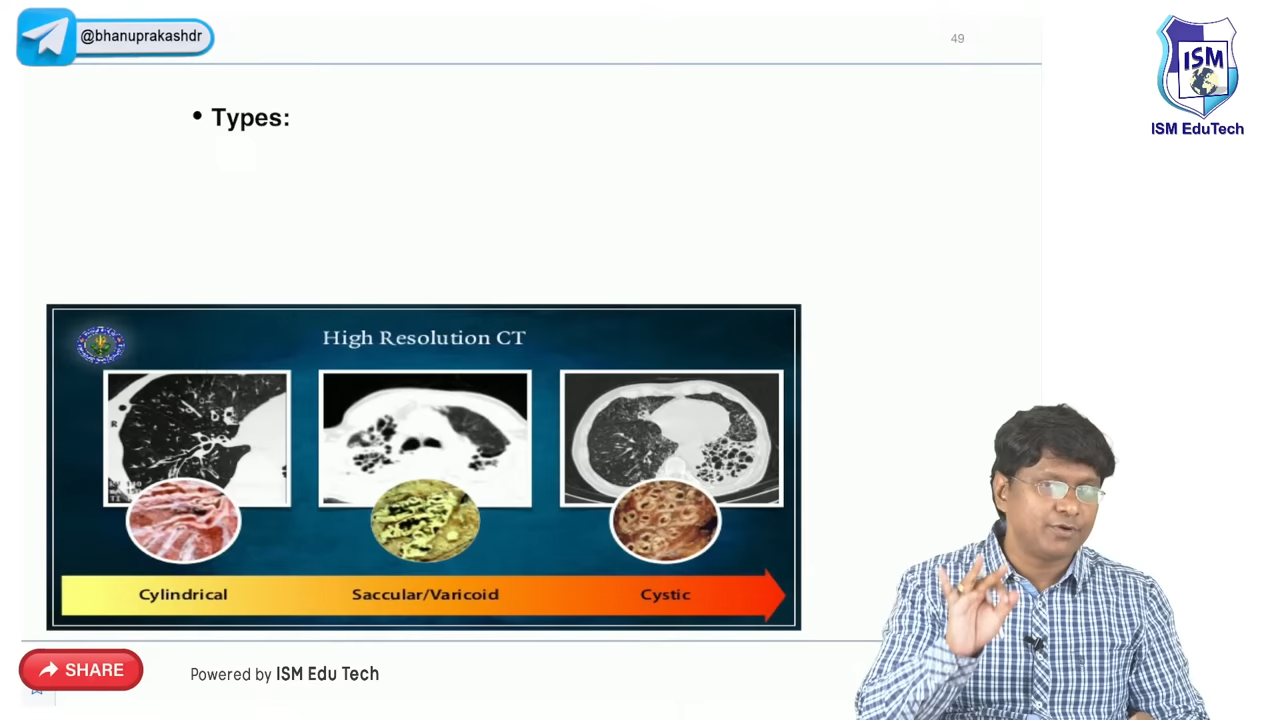 @bhanuprakashdr
49
ISM
ISM EduTech
• Types:
High Resolution CT
R
Cylindrical
Saccular/Varicoid
Cystic
SHARE
Powered by ISM Edu Tech